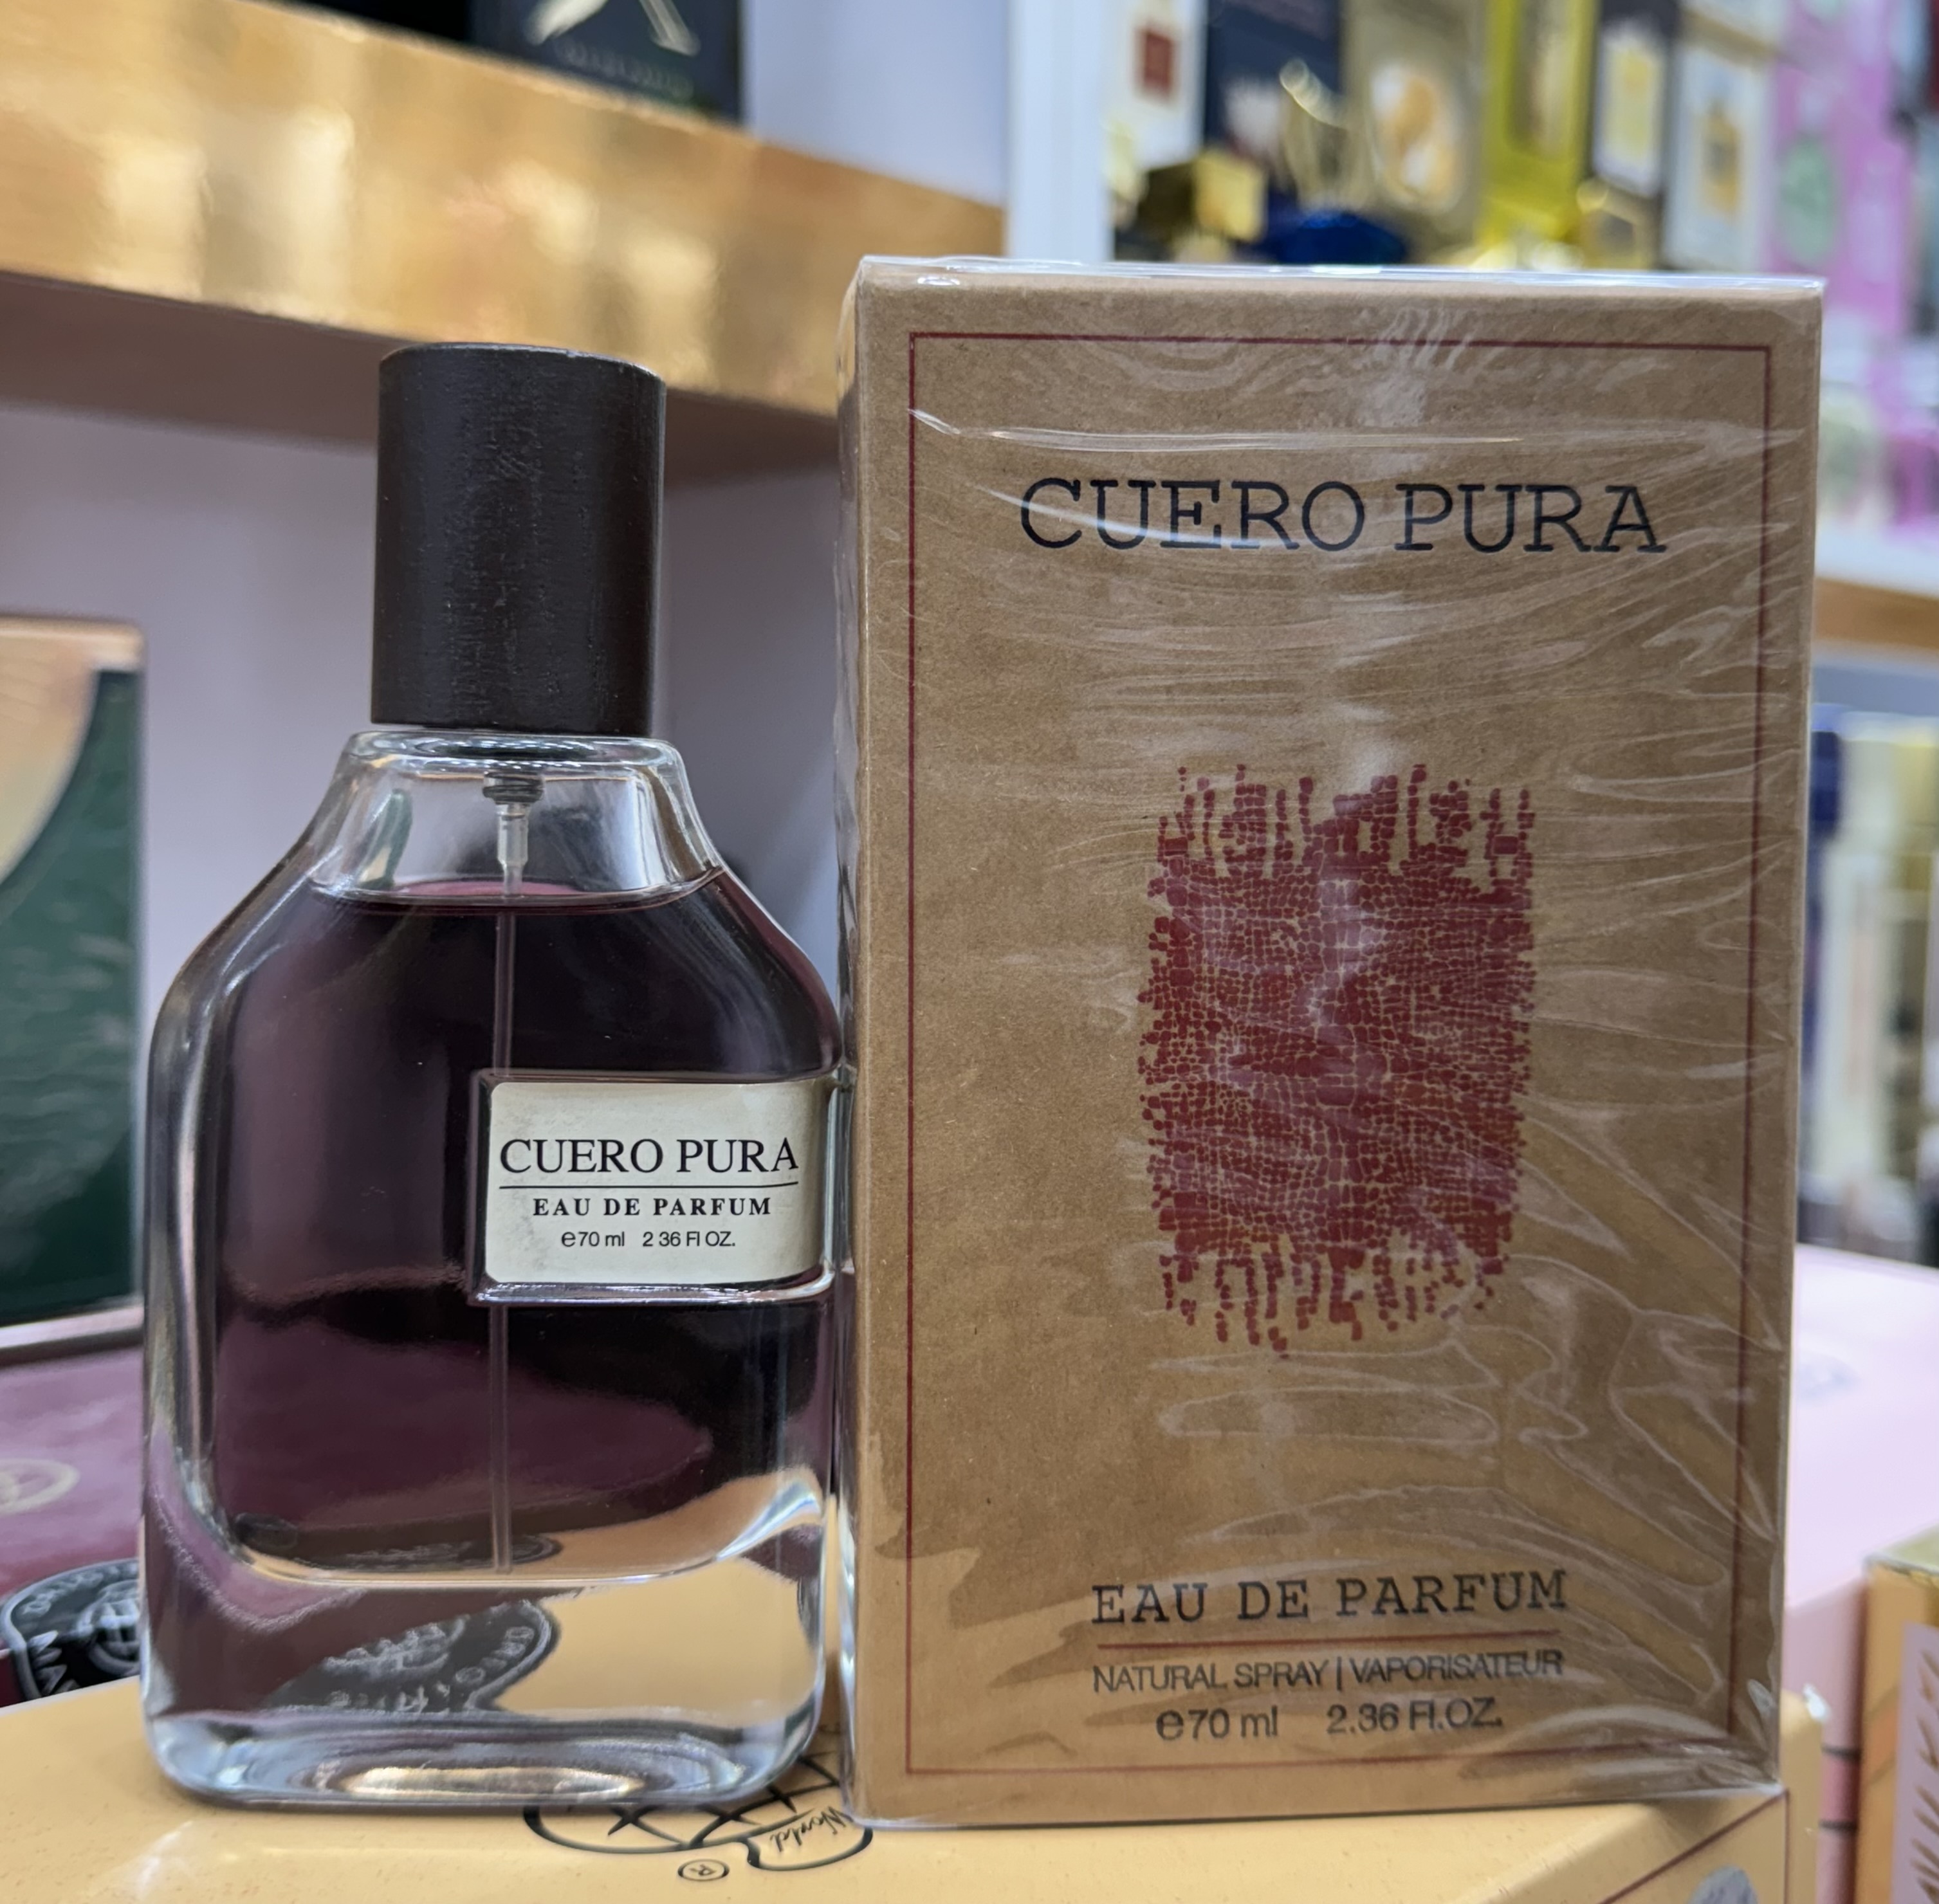 CUERO PURA
EAU DE PARFUM
e70 ml 2 36 Fl OZ.
CUERO PURA
EAU DE PARFUM
NATURAL SPRAY | VAPORISATEUR
e70 ml 2.36 Fl.OZ.
World
®